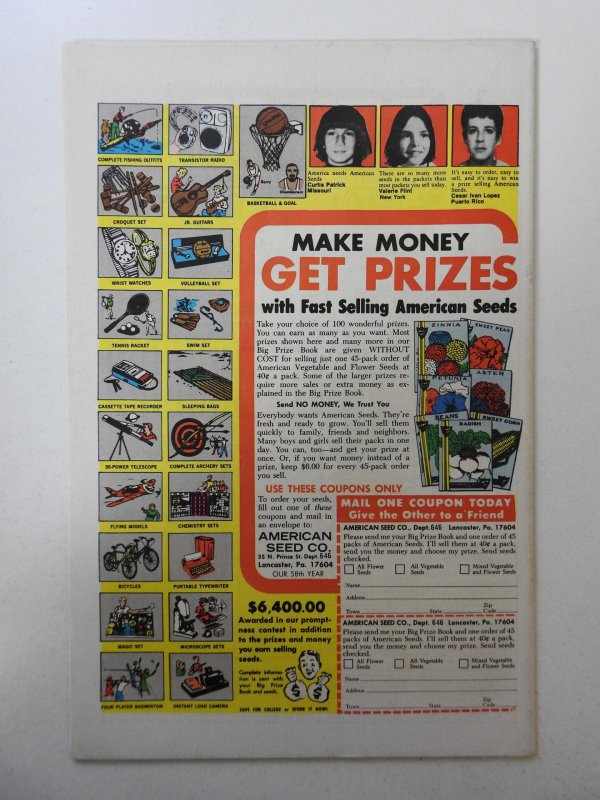 COMPLETE FISHING OUTFITS
TRANSISTOR RADIO
CROQUET SET
JR. GUITARS
WRIST WATCHES
VOLLEYBALL SET
TENNIS RACKET
SWIM SET
CASSETTE TAPE RECORDER
SLEEPING BAGS
30-POWER TELESCOPE
COMPLETE ARCHERY SETS
FLYING MODELS
CHEMISTRY SETS
BICYCLES
PORTABLE TYPEWRITER
MAGIC SET
MICROSCOPE SETS
FOUR PLAYER BADMINTON
INSTANT LOAD CAMERA
BASKETBALL & GOAL
America needs American
Seeds
Curtis Patrick
Missouri
There are so many more
seeds in the packets than
most packets you sell today.
Valerie Flint
New York
It's easy to order, easy to
sell, and it's easy to win
a prize selling American
Seeds.
Cesar Ivan Lopez
Puerto Rico
MAKE MONEY
GET PRIZES
with Fast Selling American Seeds
Take your choice of 100 wonderful prizes.
You can earn as many as you want. Most
prizes shown here and many more in our
Big Prize Book are given WITHOUT
COST for selling just one 45-pack order of
American Vegetable and Flower Seeds at
40¢ a pack. Some of the larger prizes re-
quire more sales or extra money as ex-
plained in the Big Prize Book.
Send NO MONEY, We Trust You
Everybody wants American Seeds. They're
fresh and ready to grow. You'll sell them
quickly to family, friends and neighbors.
Many boys and girls sell their packs in one
day. You can, too—and get your prize at
once. Or, if you want money instead of a
prize, keep $6.00 for every 45-pack order
you sell.
ZINNIA
SWEET PEAS
PETUNIA
ASTER
BEANS
RADISH
SWEET CORN
USE THESE COUPONS ONLY
To order your seeds,
fill out one of these
coupons and mail in
an envelope to:
AMERICAN
SEED CO.
35 N. Prince St. Dept. 646
Lancaster, Pa. 17604
OUR 58th YEAR
$6,400.00
Awarded in our prompt-
ness contest in addition
to the prizes and money
you earn selling
seeds.
Complete informa-
tion is sent with
your Big Prize
Book and seeds.
SAVE FOR COLLEGE or SPEND IT NOW!
MAIL ONE COUPON TODAY
Give the Other to a Friend
AMERICAN SEED CO., Dept. 646 Lancaster, Pa. 17604
Please send me your Big Prize Book and one order of 45
packs of American Seeds. I'll sell them at 40¢ a pack,
send you the money and choose my prize. Send seeds
checked.
All Flower Seeds
All Vegetable Seeds
Mixed Vegetable and Flower Seeds
Name
Address
Town State Zip Code
AMERICAN SEED CO., Dept. 646 Lancaster, Pa. 17604
Please send me your Big Prize Book and one order of 45
packs of American Seeds. I'll sell them at 40¢ a pack,
send you the money and choose my prize. Send seeds
checked.
All Flower Seeds
All Vegetable Seeds
Mixed Vegetable and Flower Seeds
Name
Address
Town State Zip Code